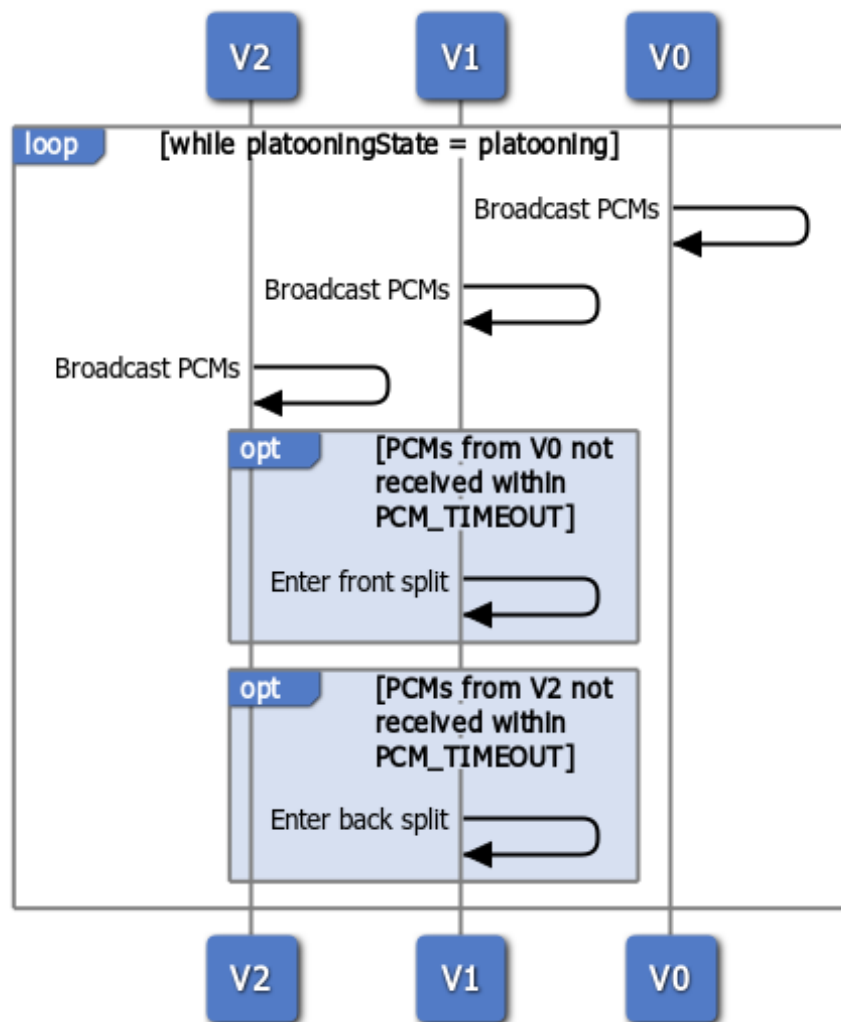 V2 V1 V0
loop [while platooningState = platooning]
Broadcast PCMs
Broadcast PCMs
Broadcast PCMs
opt [PCMs from V0 not
received within
PCM_TIMEOUT]
Enter front split
opt [PCMs from V2 not
received within
PCM_TIMEOUT]
Enter back split
V2 V1 V0